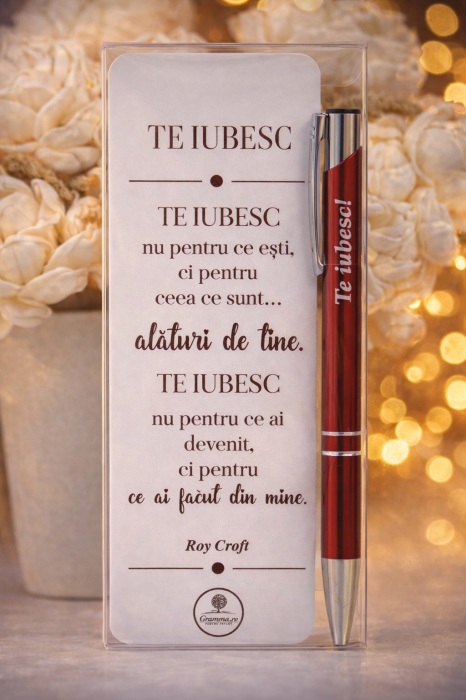 TE IUBESC
TE IUBESC
nu pentru ce ești,
ci pentru
ceea ce sunt...
alături de tine.
TE IUBESC
nu pentru ce ai
devenit,
ci pentru
ce ai făcut din mine.
Roy Croft
Gramma.ro
Te iubesc!